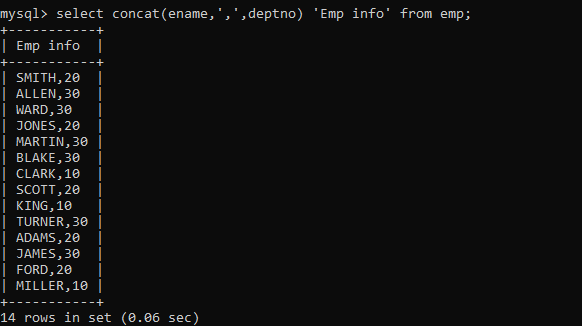 mysql> select concat(ename,',',deptno) 'Emp info' from emp;
+-----------+
| Emp info  |
+-----------+
| SMITH,20  |
| ALLEN,30  |
| WARD,30   |
| JONES,20  |
| MARTIN,30 |
| BLAKE,30  |
| CLARK,10  |
| SCOTT,20  |
| KING,10   |
| TURNER,30 |
| ADAMS,20  |
| JAMES,30  |
| FORD,20   |
| MILLER,10 |
+-----------+
14 rows in set (0.06 sec)